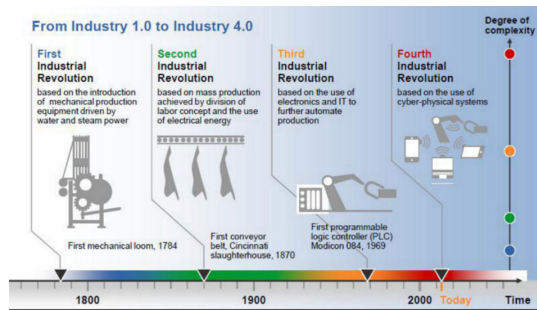 From Industry 1.0 to Industry 4.0
Degree of
complexity
First
Industrial
Revolution
based on the introduction
of mechanical production
equipment driven by
water and steam power
Second
Industrial
Revolution
based on mass production
achieved by division of
labor concept and the use
of electrical energy
Third
Industrial
Revolution
based on the use of
electronics and IT to
further automate
production
Fourth
Industrial
Revolution
based on the use of
cyber-physical systems
First mechanical loom, 1784
First conveyor
belt, Cincinnati
slaughterhouse, 1870
First programmable
logic controller (PLC)
Modicon 084, 1969
1800
1900
2000
Today
Time